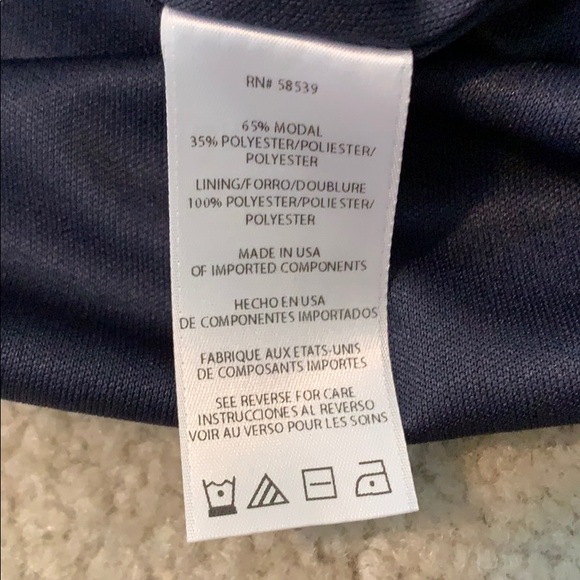 RN# 58539
65% MODAL
35% POLYESTER/POLIESTER/
POLYESTER
LINING/FORRO/DOUBLURE
100% POLYESTER/POLIESTER/
POLYESTER
MADE IN USA
OF IMPORTED COMPONENTS
HECHO EN USA
DE COMPONENTES IMPORTADOS
FABRIQUE AUX ETATS-UNIS
DE COMPOSANTS IMPORTES
SEE REVERSE FOR CARE
INSTRUCCIONES AL REVERSO
VOIR AU VERSO POUR LES SOINS